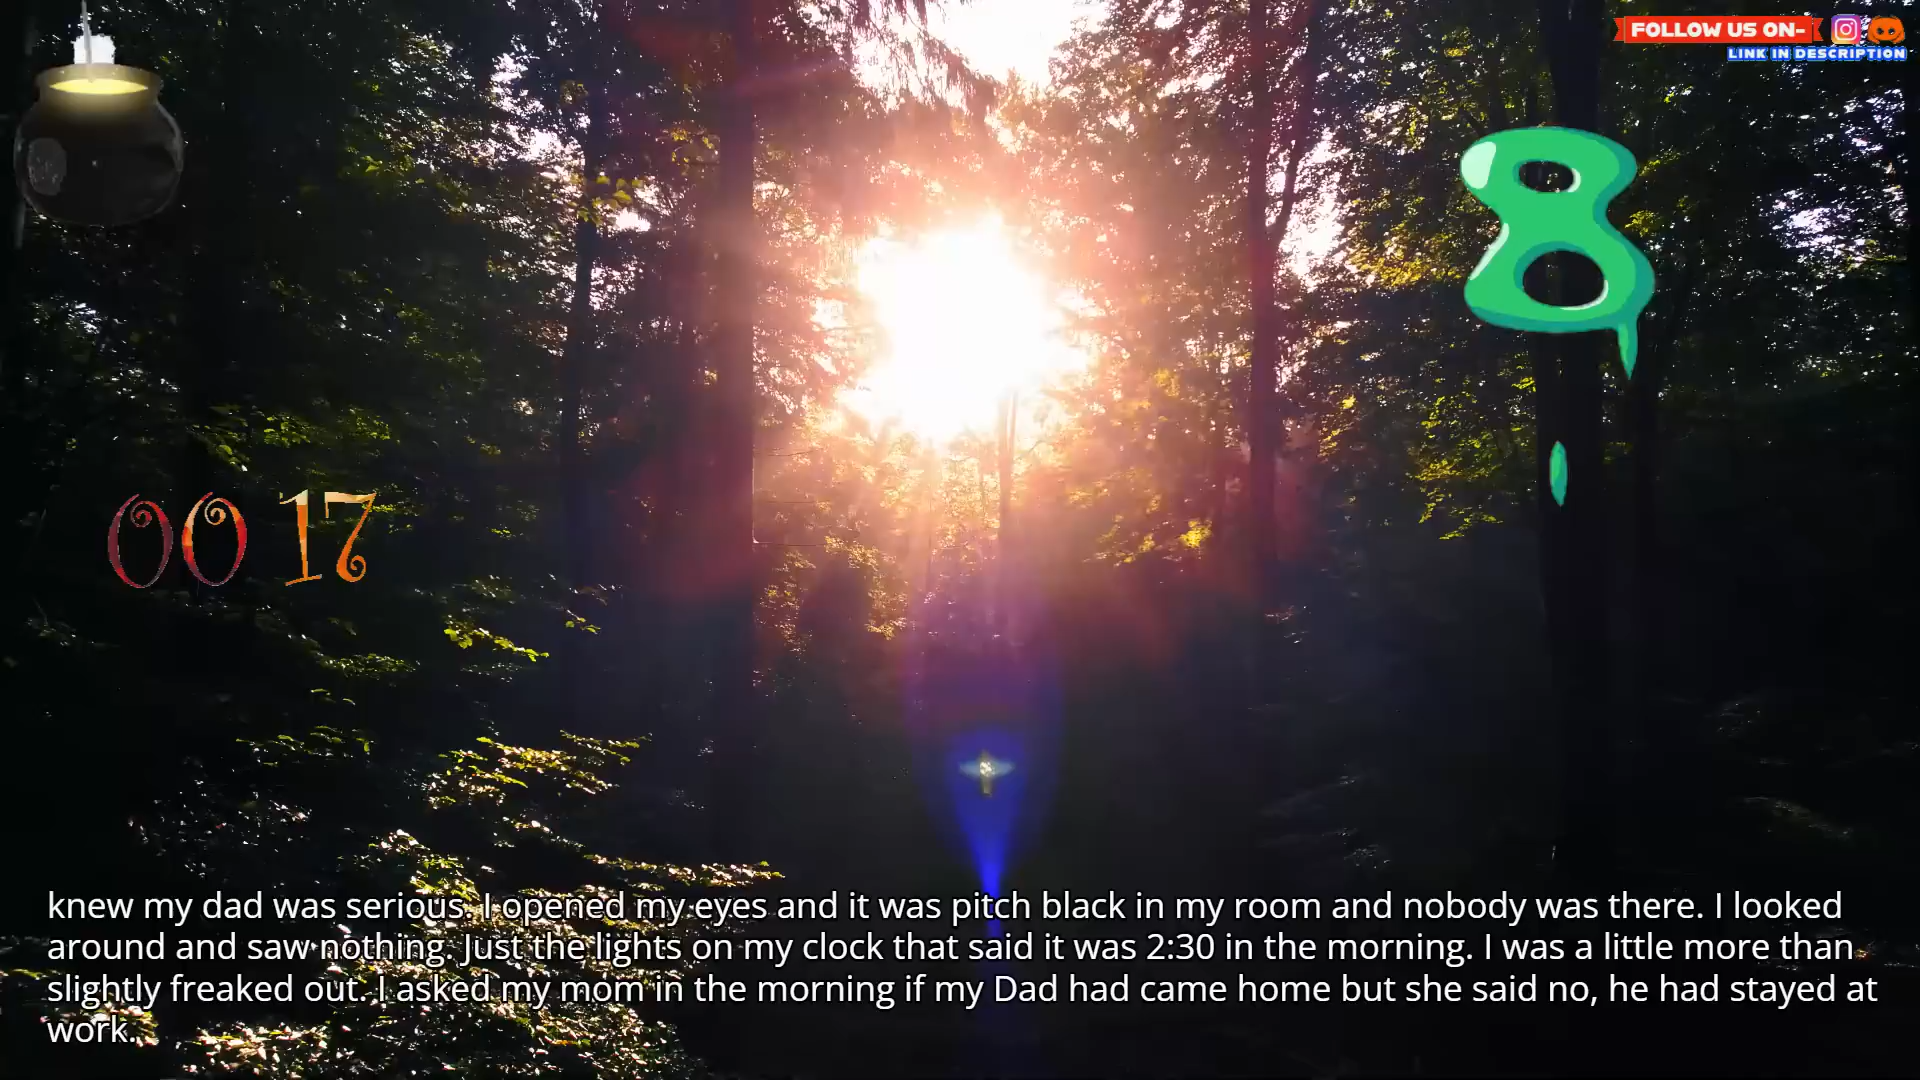 FOLLOW US ON-
LINK IN DESCRIPTION
8
00 17
knew my dad was serious. I opened my eyes and it was pitch black in my room and nobody was there. I looked
around and saw nothing. Just the lights on my clock that said it was 2:30 in the morning. I was a little more than
slightly freaked out. I asked my mom in the morning if my Dad had came home but she said no, he had stayed at
work.